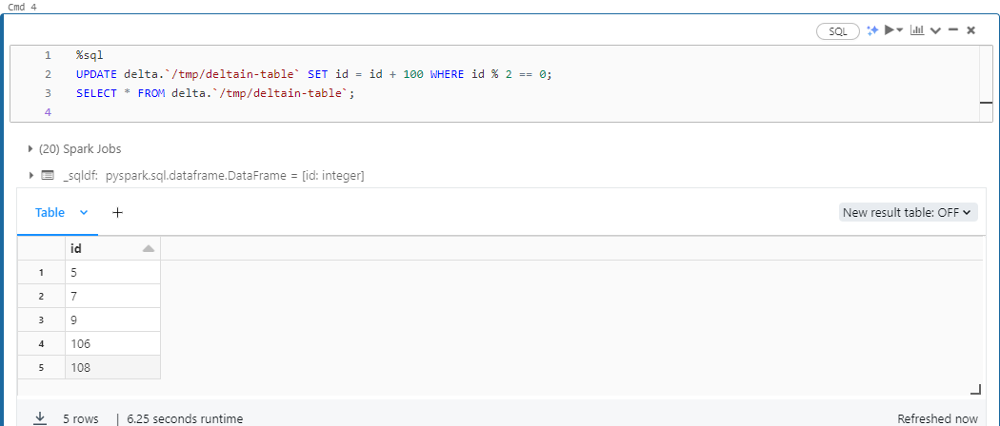 Cmd 4
SQL
1 %sql
2 UPDATE delta.`/tmp/deltain-table` SET id = id + 100 WHERE id % 2 == 0;
3 SELECT * FROM delta.`/tmp/deltain-table`;
4
(20) Spark Jobs
_sqldf: pyspark.sql.dataframe.DataFrame = [id: integer]
Table + New result table: OFF
id
1 5
2 7
3 9
4 106
5 108
5 rows | 6.25 seconds runtime Refreshed now